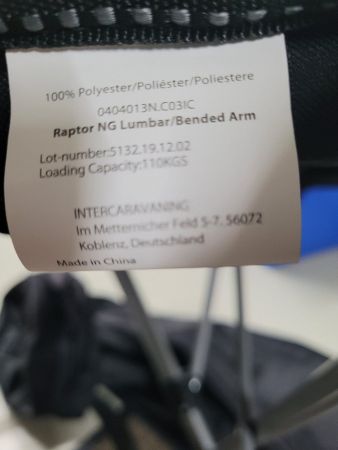 100% Polyester/Poliéster/Poliestere
0404013N.C03IC
Raptor NG Lumbar/Bended Arm
Lot-number:5132.19.12.02
Loading Capacity:110KGS
INTERCARAVANING
Im Metternicher Feld 5-7. 56072
Koblenz, Deutschland
Made in China